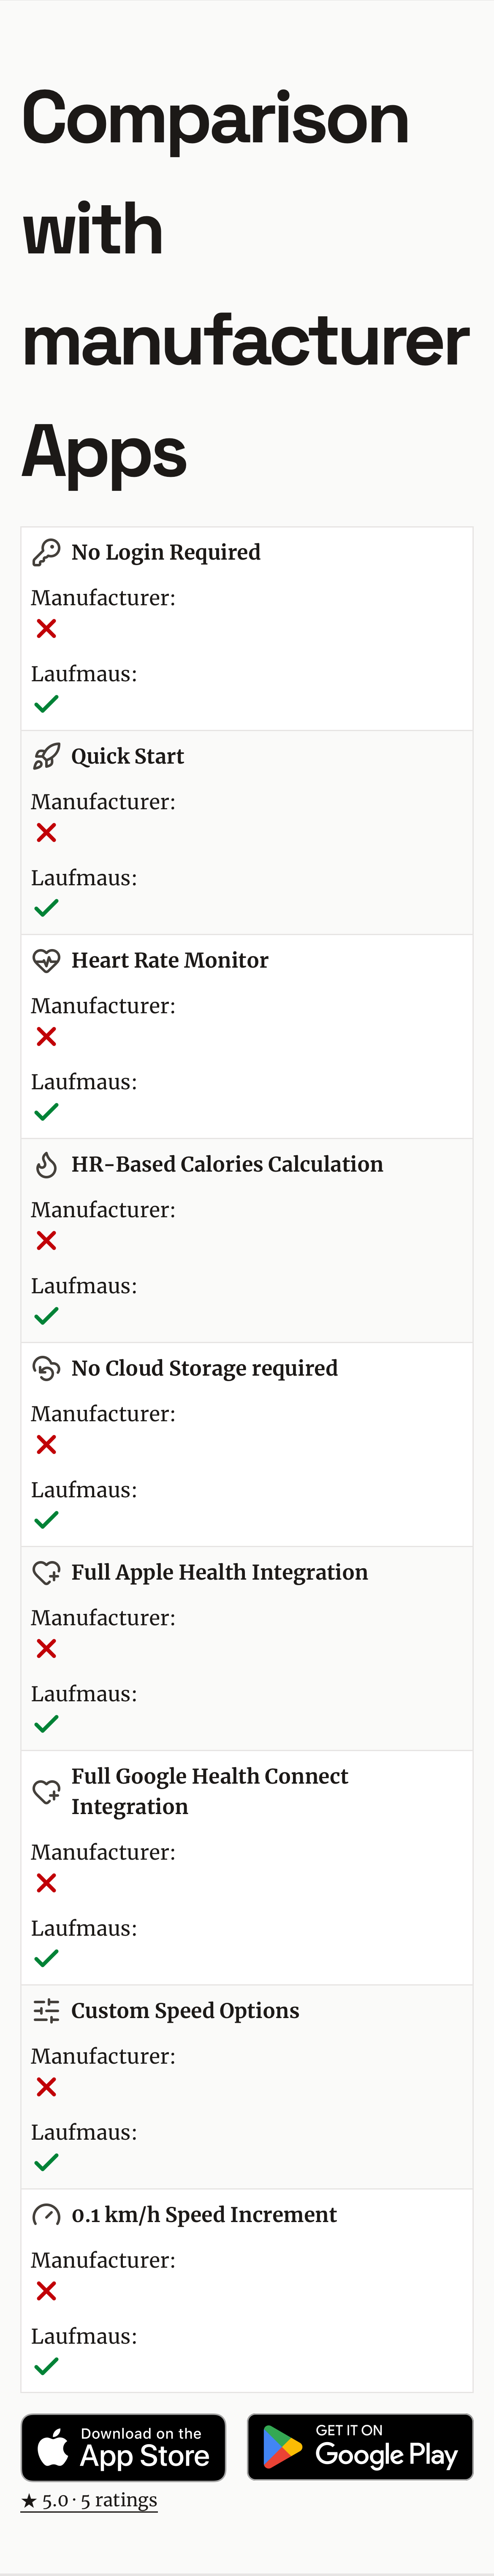 Comparison
with
manufacturer
Apps
No Login Required
Manufacturer:
Laufmaus:
Quick Start
Manufacturer:
Laufmaus:
Heart Rate Monitor
Manufacturer:
Laufmaus:
HR-Based Calories Calculation
Manufacturer:
Laufmaus:
No Cloud Storage required
Manufacturer:
Laufmaus:
Full Apple Health Integration
Manufacturer:
Laufmaus:
Full Google Health Connect
Integration
Manufacturer:
Laufmaus:
Custom Speed Options
Manufacturer:
Laufmaus:
0.1 km/h Speed Increment
Manufacturer:
Laufmaus:
Download on the
App Store
GET IT ON
Google Play
★ 5.0 · 5 ratings